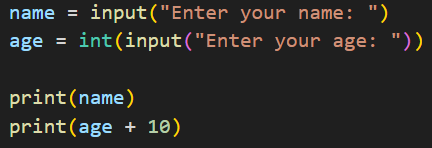 name = input("Enter your name: ")
age = int(input("Enter your age: "))
print(name)
print(age + 10)